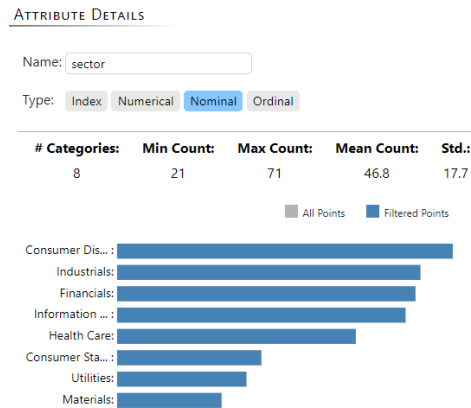 ATTRIBUTE DETAILS
Name: sector
Type: Index Numerical Nominal Ordinal
# Categories: Min Count: Max Count: Mean Count: Std.:
8 21 71 46.8 17.7
All Points Filtered Points
Consumer Dis... :
Industrials:
Financials:
Information ... :
Health Care:
Consumer Sta... :
Utilities:
Materials: